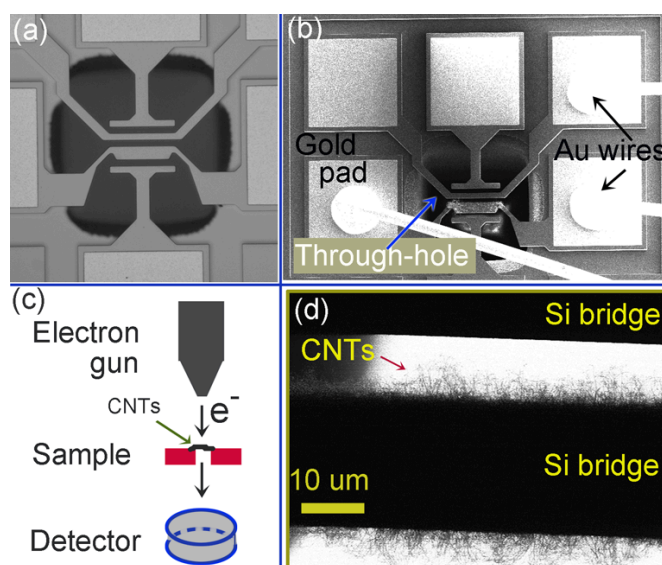 (a)
(b)
Gold
pad
Au wires
Through-hole
(c)
Electron
gun
CNTs
e-
Sample
Detector
(d)
Si bridge
CNTs
Si bridge
10 um